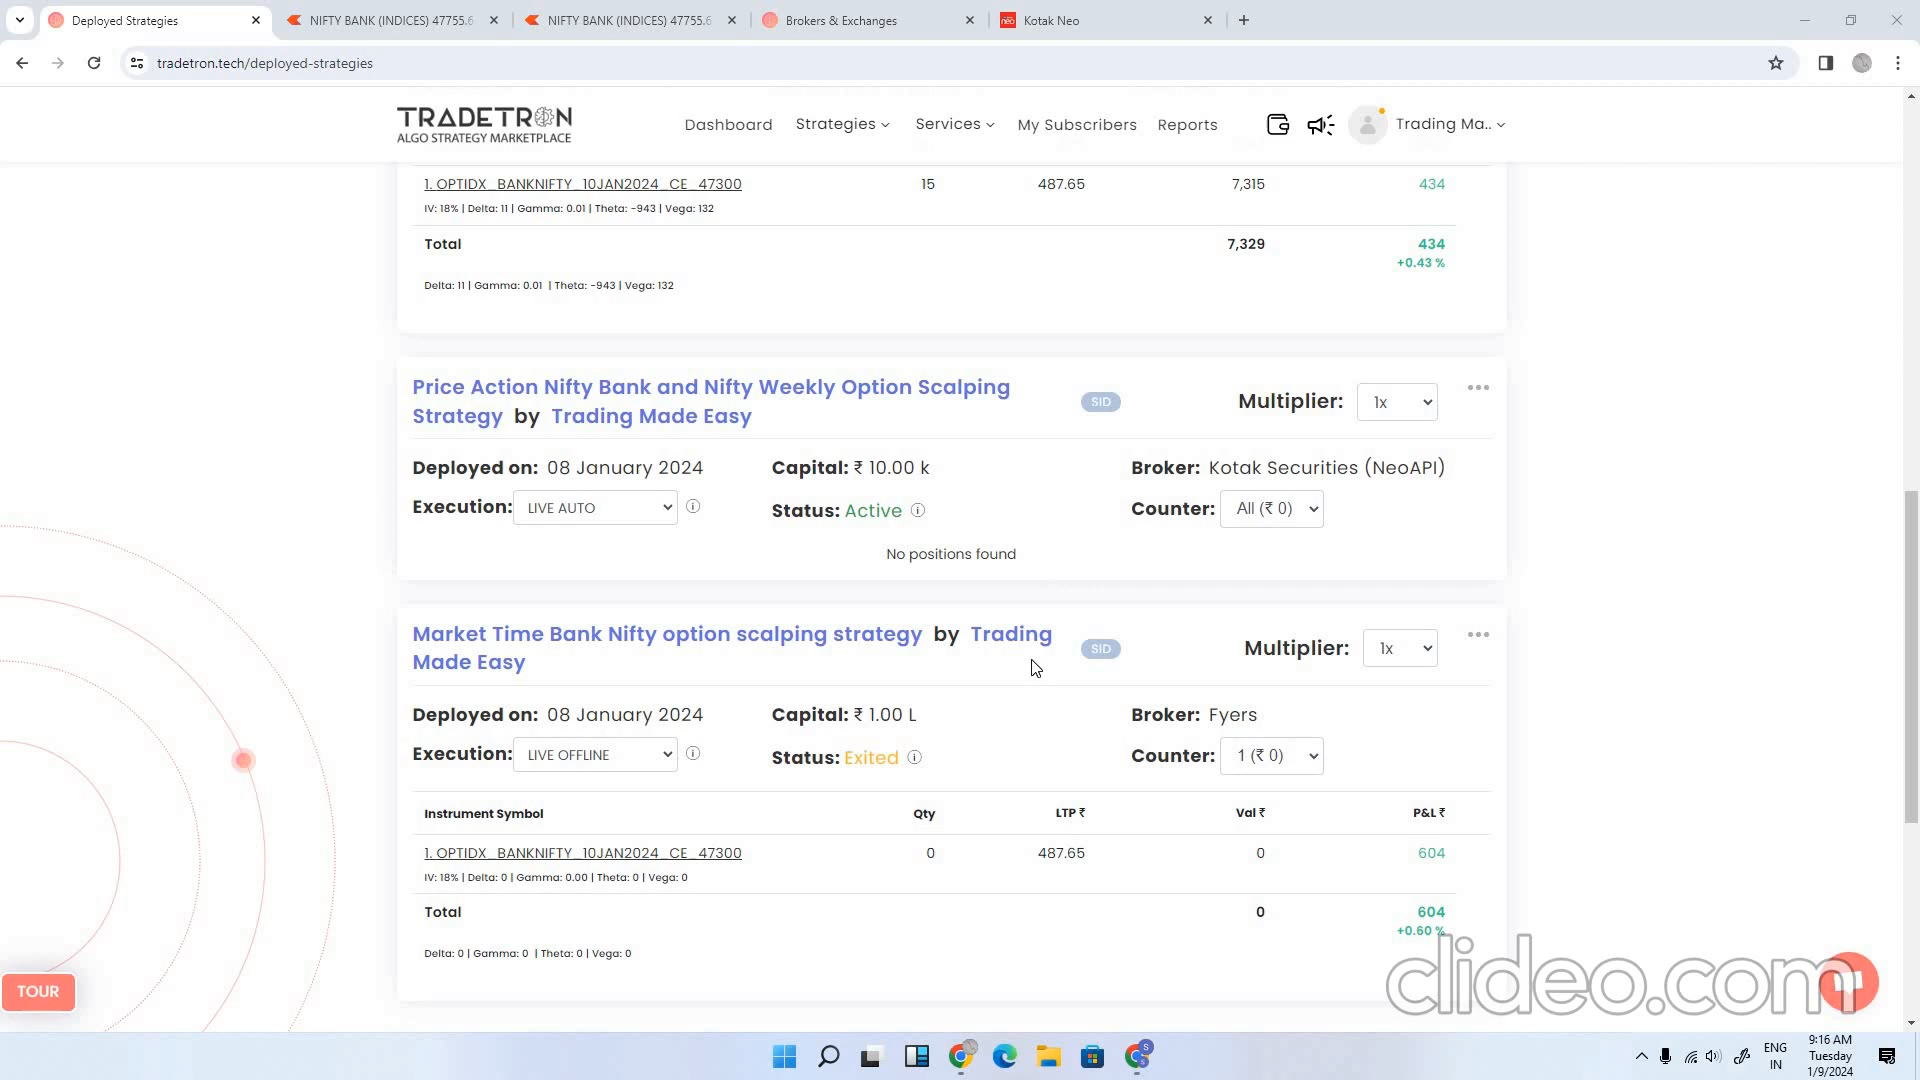 Deployed Strategies
NIFTY BANK (INDICES) 47755.6
NIFTY BANK (INDICES) 47755.6
Brokers & Exchanges
Kotak Neo
tradetron.tech/deployed-strategies
TRADETRON
ALGO STRATEGY MARKETPLACE
Dashboard
Strategies
Services
My Subscribers
Reports
Trading Ma..
1. OPTIDX_BANKNIFTY_10JAN2024_CE_47300 15 487.65 7,315 434
IV: 18% | Delta: 11 | Gamma: 0.01 | Theta: -943 | Vega: 132
Total 7,329 434
+0.43 %
Delta: 11 | Gamma: 0.01 | Theta: -943 | Vega: 132
Price Action Nifty Bank and Nifty Weekly Option Scalping
Strategy by Trading Made Easy
SID
Multiplier: 1x
Deployed on: 08 January 2024 Capital: ₹ 10.00 k Broker: Kotak Securities (NeoAPI)
Execution: LIVE AUTO Status: Active Counter: All (₹ 0)
No positions found
Market Time Bank Nifty option scalping strategy by Trading
Made Easy
SID
Multiplier: 1x
Deployed on: 08 January 2024 Capital: ₹ 1.00 L Broker: Fyers
Execution: LIVE OFFLINE Status: Exited Counter: 1 (₹ 0)
Instrument Symbol Qty LTP ₹ Val ₹ P&L ₹
1. OPTIDX_BANKNIFTY_10JAN2024_CE_47300 0 487.65 0 604
IV: 18% | Delta: 0 | Gamma: 0.00 | Theta: 0 | Vega: 0
Total 0 604
+0.60 %
Delta: 0 | Gamma: 0 | Theta: 0 | Vega: 0
TOUR
clideo.com
ENG
IN
9:16 AM
Tuesday
1/9/2024